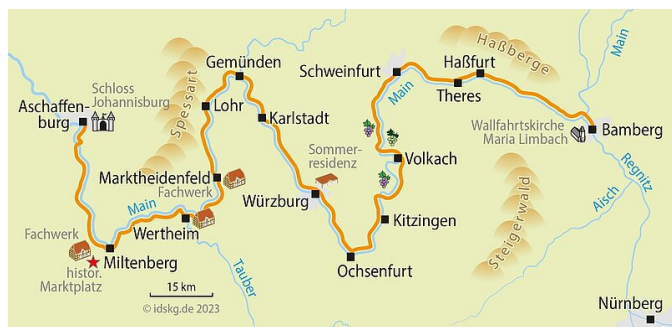 Main
Haßberge
Gemünden
Haßfurt
Schweinfurt
Main
Theres
Schloss
Johannisburg
Spessart
Aschaffen-
burg
Lohr
Karlstadt
Wallfahrtskirche
Maria Limbach
Bamberg
Sommer-
residenz
Volkach
Regnitz
Marktheidenfeld
Fachwerk
Würzburg
Aisch
Steigerwald
Main
Kitzingen
Wertheim
Fachwerk
Miltenberg
histor.
Marktplatz
Tauber
Ochsenfurt
15 km
© idskg.de 2023
Nürnberg